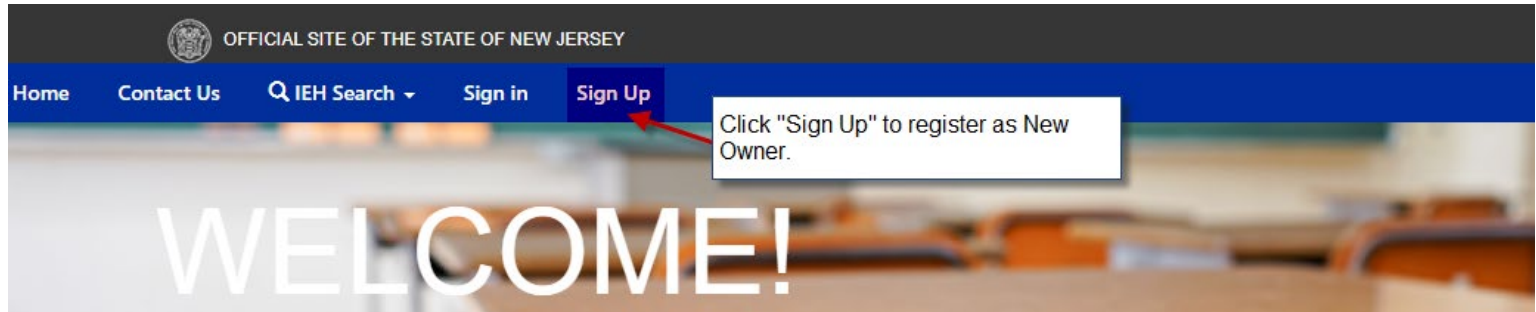 OFFICIAL SITE OF THE STATE OF NEW JERSEY
Home Contact Us IEH Search Sign in Sign Up
Click "Sign Up" to register as New
Owner.
WELCOME!